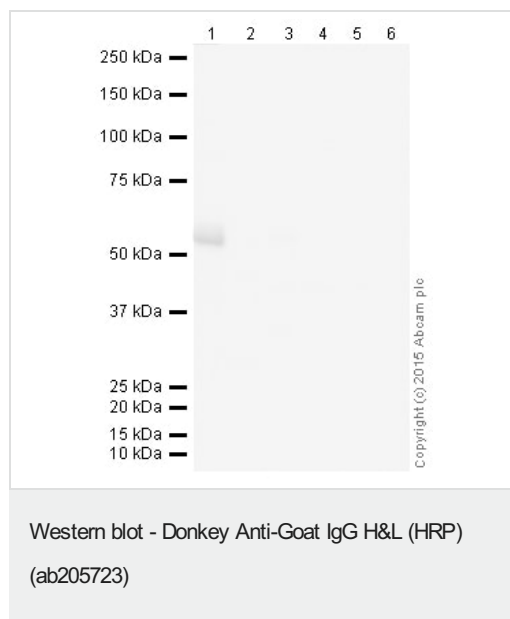 1 2 3 4 5 6
250 kDa
150 kDa
100 kDa
75 kDa
50 kDa
37 kDa
25 kDa
20 kDa
15 kDa
10 kDa
Copyright (c) 2015 Abcam plc
Western blot - Donkey Anti-Goat IgG H&L (HRP)
(ab205723)